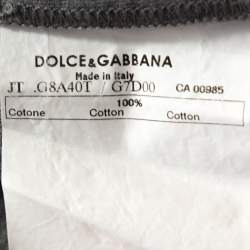 DOLCE&GABBANA
Made in Italy
JT .G8A40T / G7D00 CA 00985
100%
Cotone Cotton Cotton